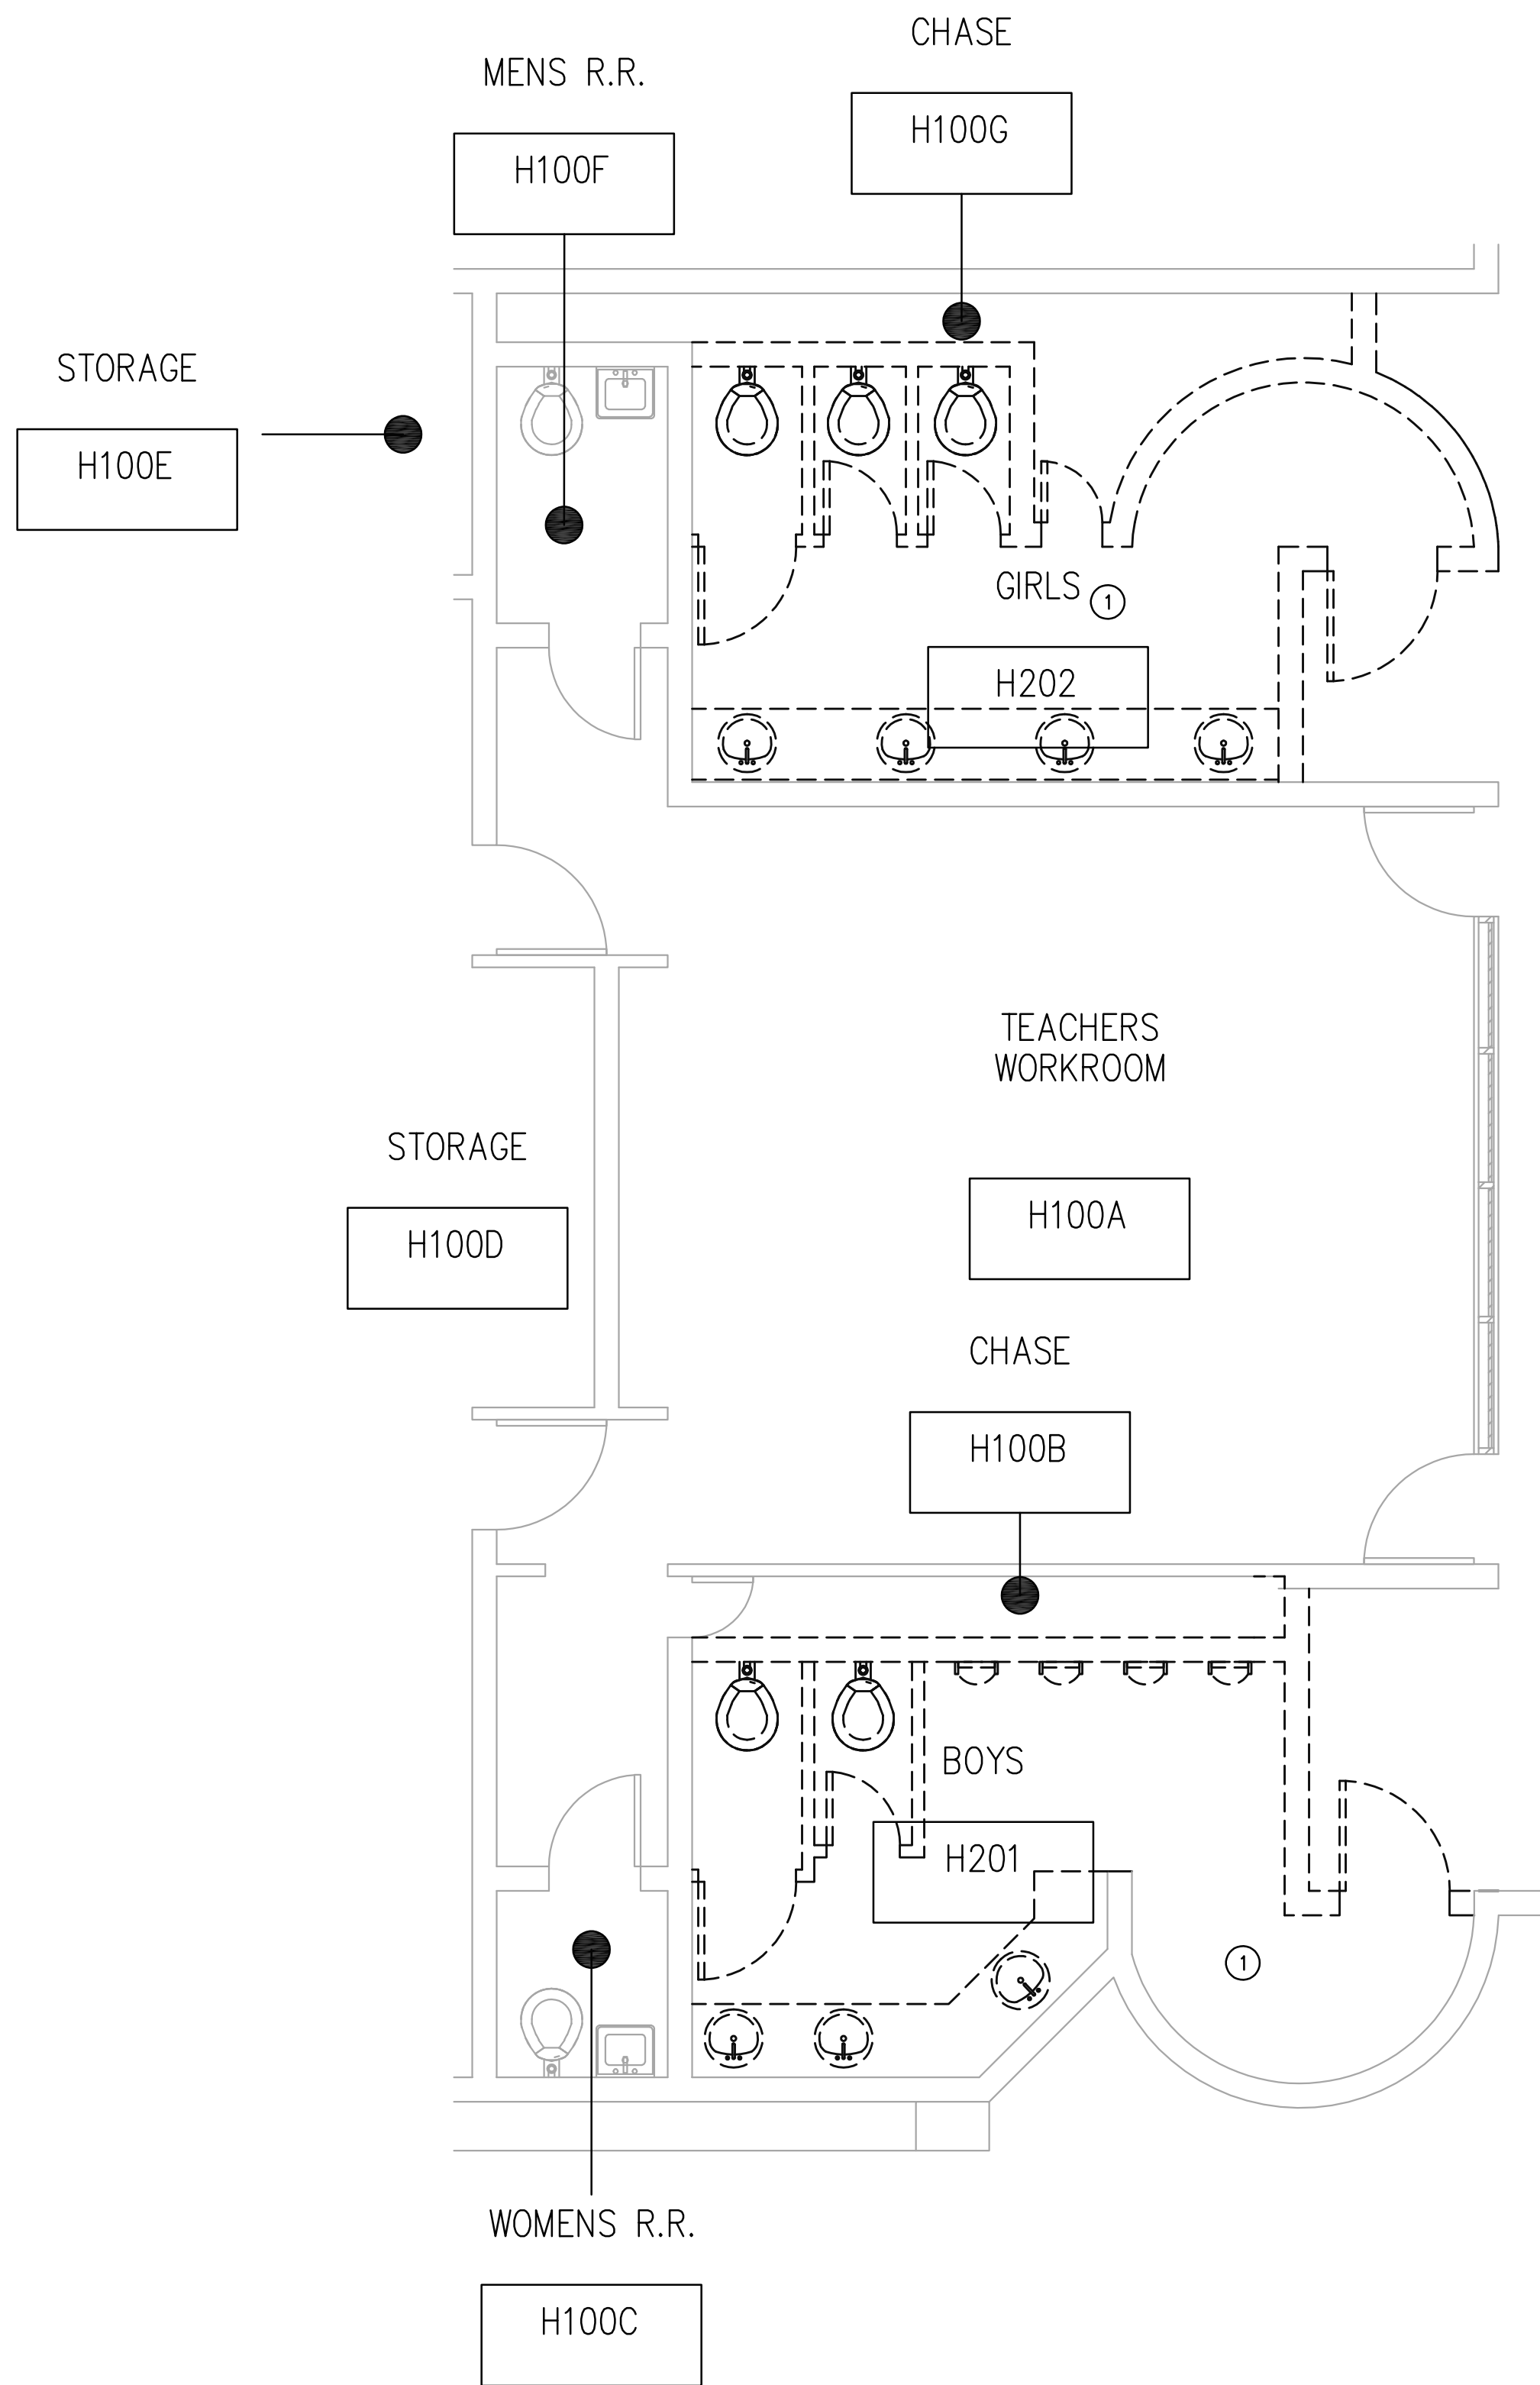 CHASE
H100G
MENS R.R.
H100F
STORAGE
H100E
GIRLS 1
H202
TEACHERS
WORKROOM
H100A
STORAGE
H100D
CHASE
H100B
BOYS
H201
1
WOMENS R.R.
H100C